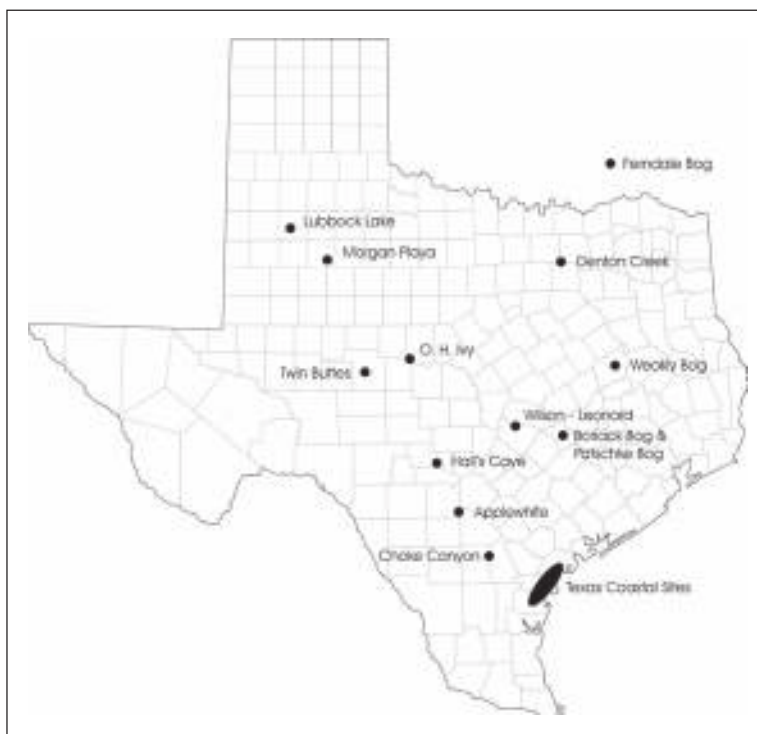 Ferndale Bog
Lubbock Lake
Morgan Playa
Denton Creek
O. H. Ivy
Twin Buttes
Weakly Bog
Wilson - Leonard
Boriack Bog &
Patschke Bog
Hall's Cave
Applewhite
Choke Canyon
Texas Coastal Sites